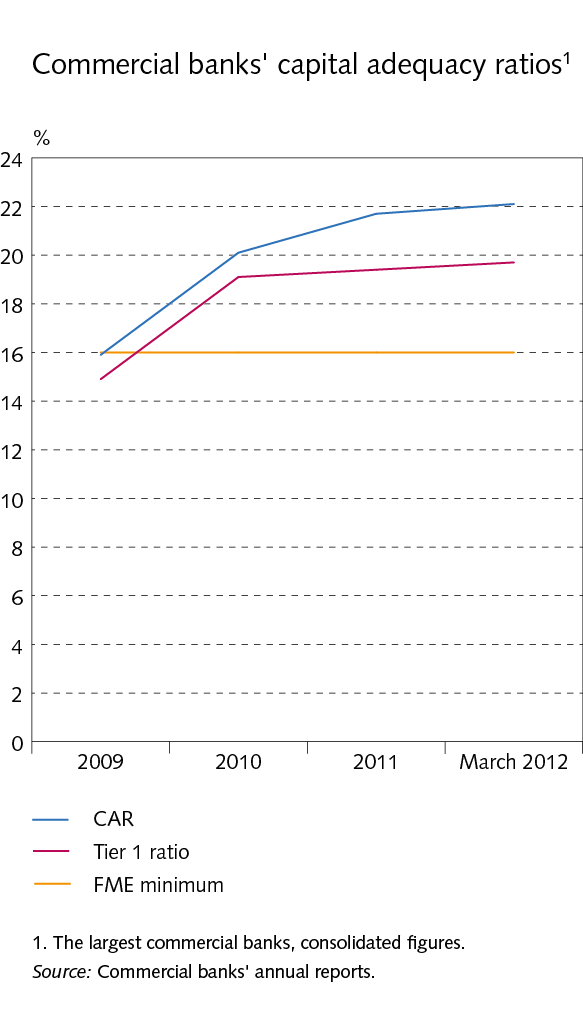 Commercial banks' capital adequacy ratios1
%
24
22
20
18
16
14
12
10
8
6
4
2
0
2009 2010 2011 March 2012
CAR
Tier 1 ratio
FME minimum
1. The largest commercial banks, consolidated figures.
Source: Commercial banks' annual reports.